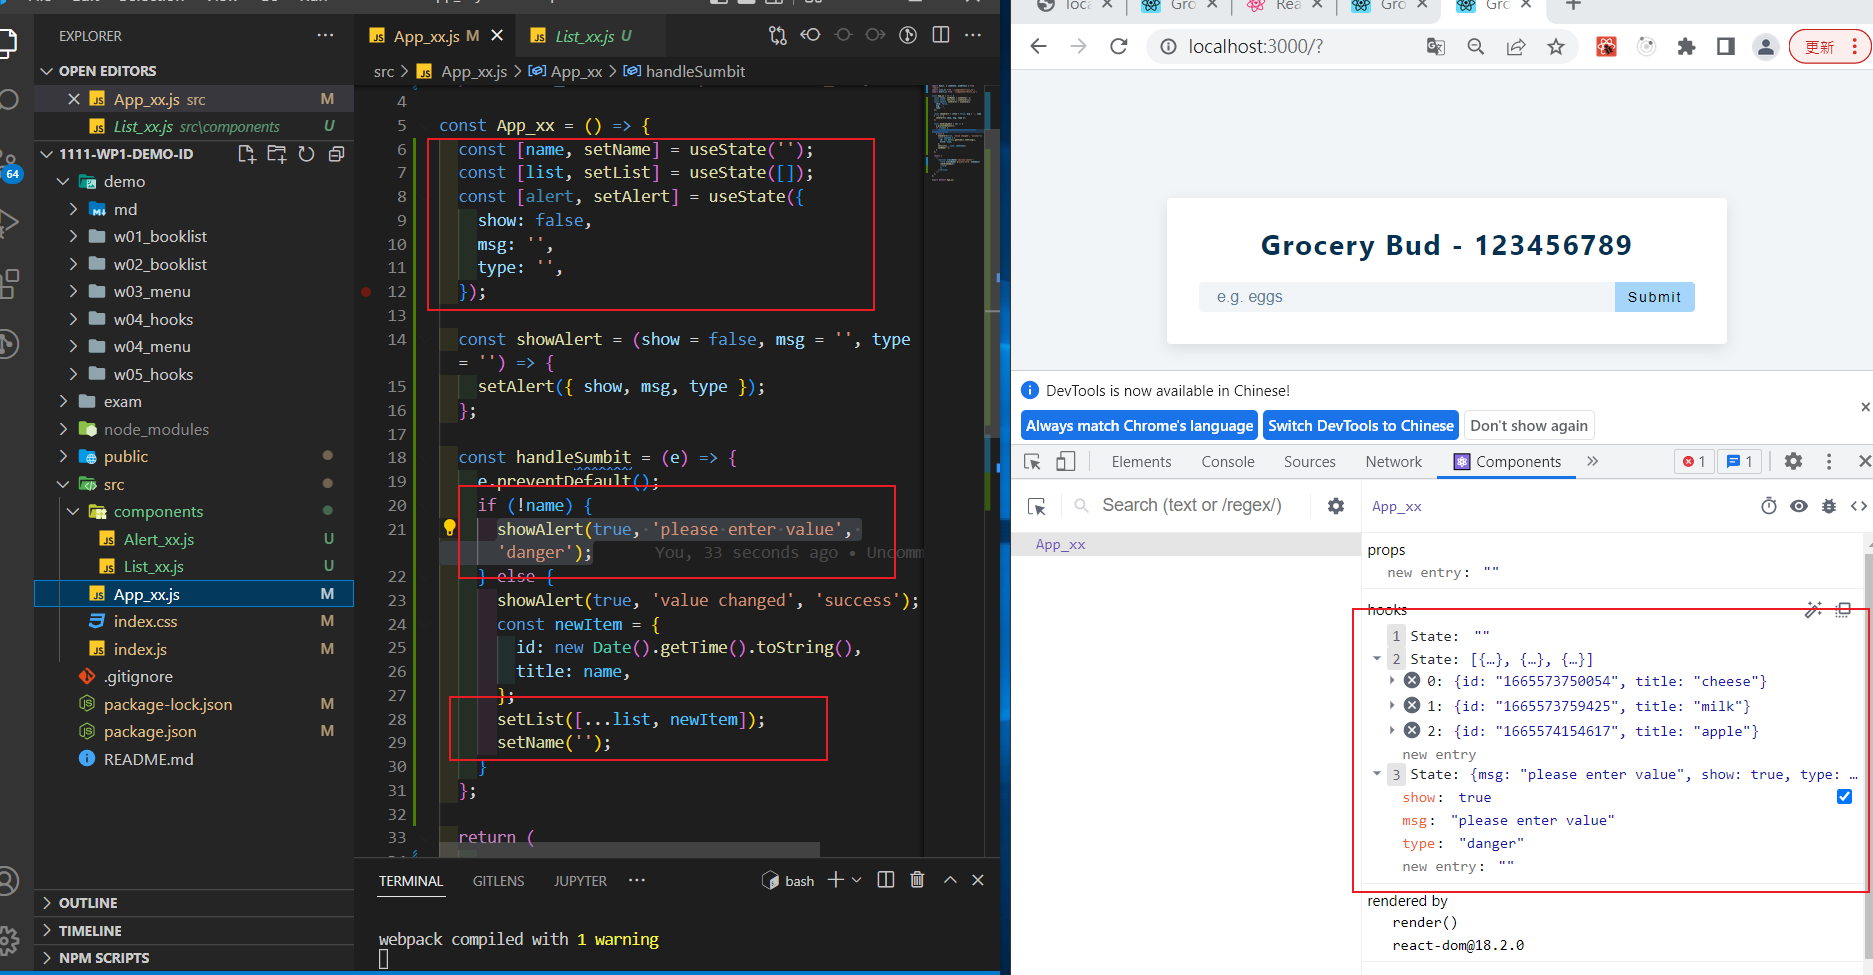 EXPLORER
OPEN EDITORS
App_xx.js src M
List_xx.js src\components U
1111-WP1-DEMO-ID
demo
md
w01_booklist
w02_booklist
w03_menu
w04_hooks
w04_menu
w05_hooks
exam
node_modules
public
src
components
Alert_xx.js U
List_xx.js U
App_xx.js M
index.css M
index.js M
.gitignore
package-lock.json M
package.json M
README.md
OUTLINE
TIMELINE
NPM SCRIPTS
64
App_xx.js M
List_xx.js U
src > App_xx.js > App_xx > handleSumbit
4
5 const App_xx = () => {
6 const [name, setName] = useState('');
7 const [list, setList] = useState([]);
8 const [alert, setAlert] = useState({
9 show: false,
10 msg: '',
11 type: '',
12 });
13
14 const showAlert = (show = false, msg = '', type
= '') => {
15 setAlert({ show, msg, type });
16 };
17
18 const handleSumbit = (e) => {
19 e.preventDefault();
20 if (!name) {
21 showAlert(true, 'please enter value',
'danger'); You, 33 seconds ago • Uncomm
22 } else {
23 showAlert(true, 'value changed', 'success');
24 const newItem = {
25 id: new Date().getTime().toString(),
26 title: name,
27 };
28 setList([...list, newItem]);
29 setName('');
30 }
31 };
32
33 return (
TERMINAL GITLENS JUPYTER ... bash
webpack compiled with 1 warning
loca Gro Rea Gro Gro
localhost:3000/? 更新
Grocery Bud - 123456789
e.g. eggs Submit
DevTools is now available in Chinese!
Always match Chrome's language Switch DevTools to Chinese Don't show again
Elements Console Sources Network Components >> 1 1
Search (text or /regex/) App_xx
App_xx
props
new entry: ""
hooks
1 State: ""
2 State: [{…}, {…}, {…}]
0: {id: "1665573750054", title: "cheese"}
1: {id: "1665573759425", title: "milk"}
2: {id: "1665574154617", title: "apple"}
new entry
3 State: {msg: "please enter value", show: true, type: …
show: true
msg: "please enter value"
type: "danger"
new entry: ""
rendered by
render()
react-dom@18.2.0